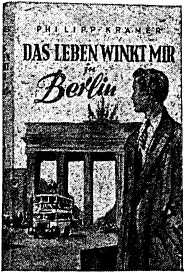 PHILIPP KRAMER
DAS LEBEN WINKT MIR
in
Berlin